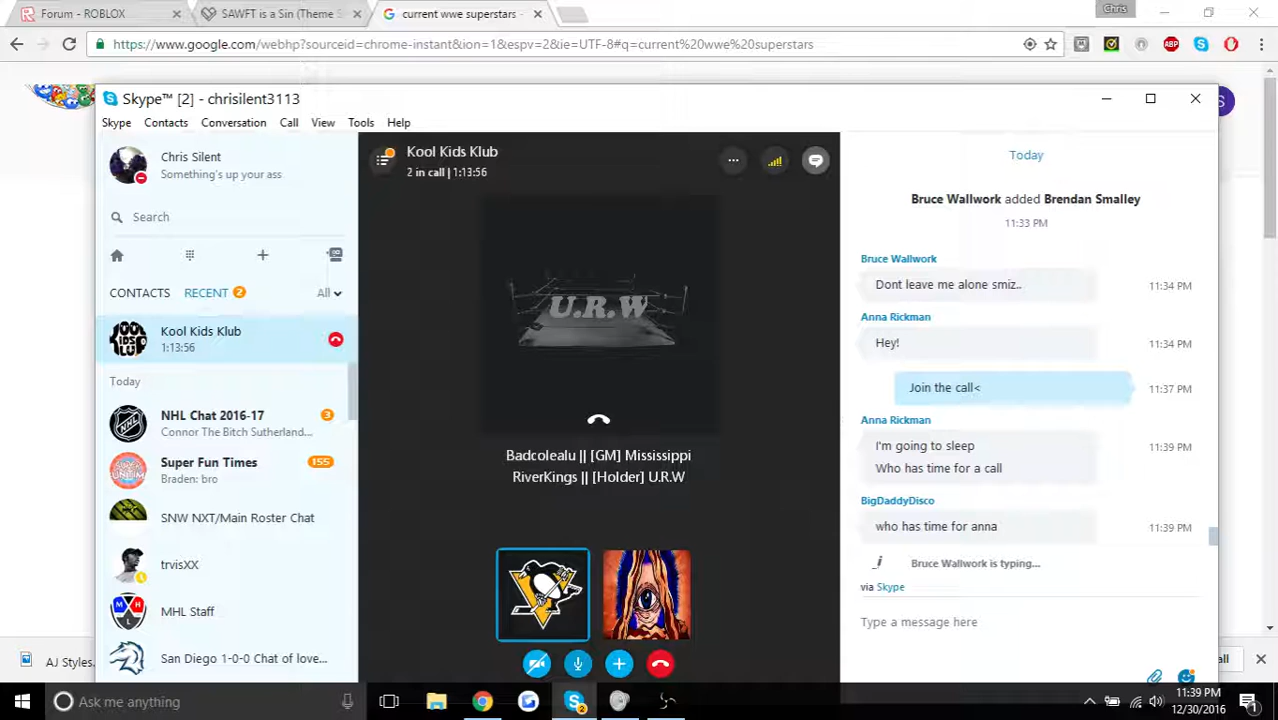 Forum - ROBLOX
SAWFT is a Sin (Theme S
current wwe superstars -
Chris
https://www.google.com/webhp?sourceid=chrome-instant&ion=1&espv=2&ie=UTF-8#q=current%20wwe%20superstars
ABP
Skype™ [2] - chrisilent3113
S
Skype Contacts Conversation Call View Tools Help
Chris Silent
Something's up your ass
Search
CONTACTS RECENT 2 All
Kool Kids Klub
1:13:56
Today
NHL Chat 2016-17 3
Connor The Bitch Sutherland...
Super Fun Times 155
Braden: bro
SNW NXT/Main Roster Chat
trvisXX
MHL Staff
San Diego 1-0-0 Chat of love...
Kool Kids Klub
2 in call | 1:13:56
U.R.W
Badcolealu || [GM] Mississippi
RiverKings || [Holder] U.R.W
Today
Bruce Wallwork added Brendan Smalley
11:33 PM
Bruce Wallwork
Dont leave me alone smiz.. 11:34 PM
Anna Rickman
Hey! 11:34 PM
Join the call< 11:37 PM
Anna Rickman
I'm going to sleep 11:39 PM
Who has time for a call
BigDaddyDisco
who has time for anna 11:39 PM
Bruce Wallwork is typing...
via Skype
Type a message here
AJ Styles.
all
Ask me anything
2
11:39 PM
12/30/2016
1